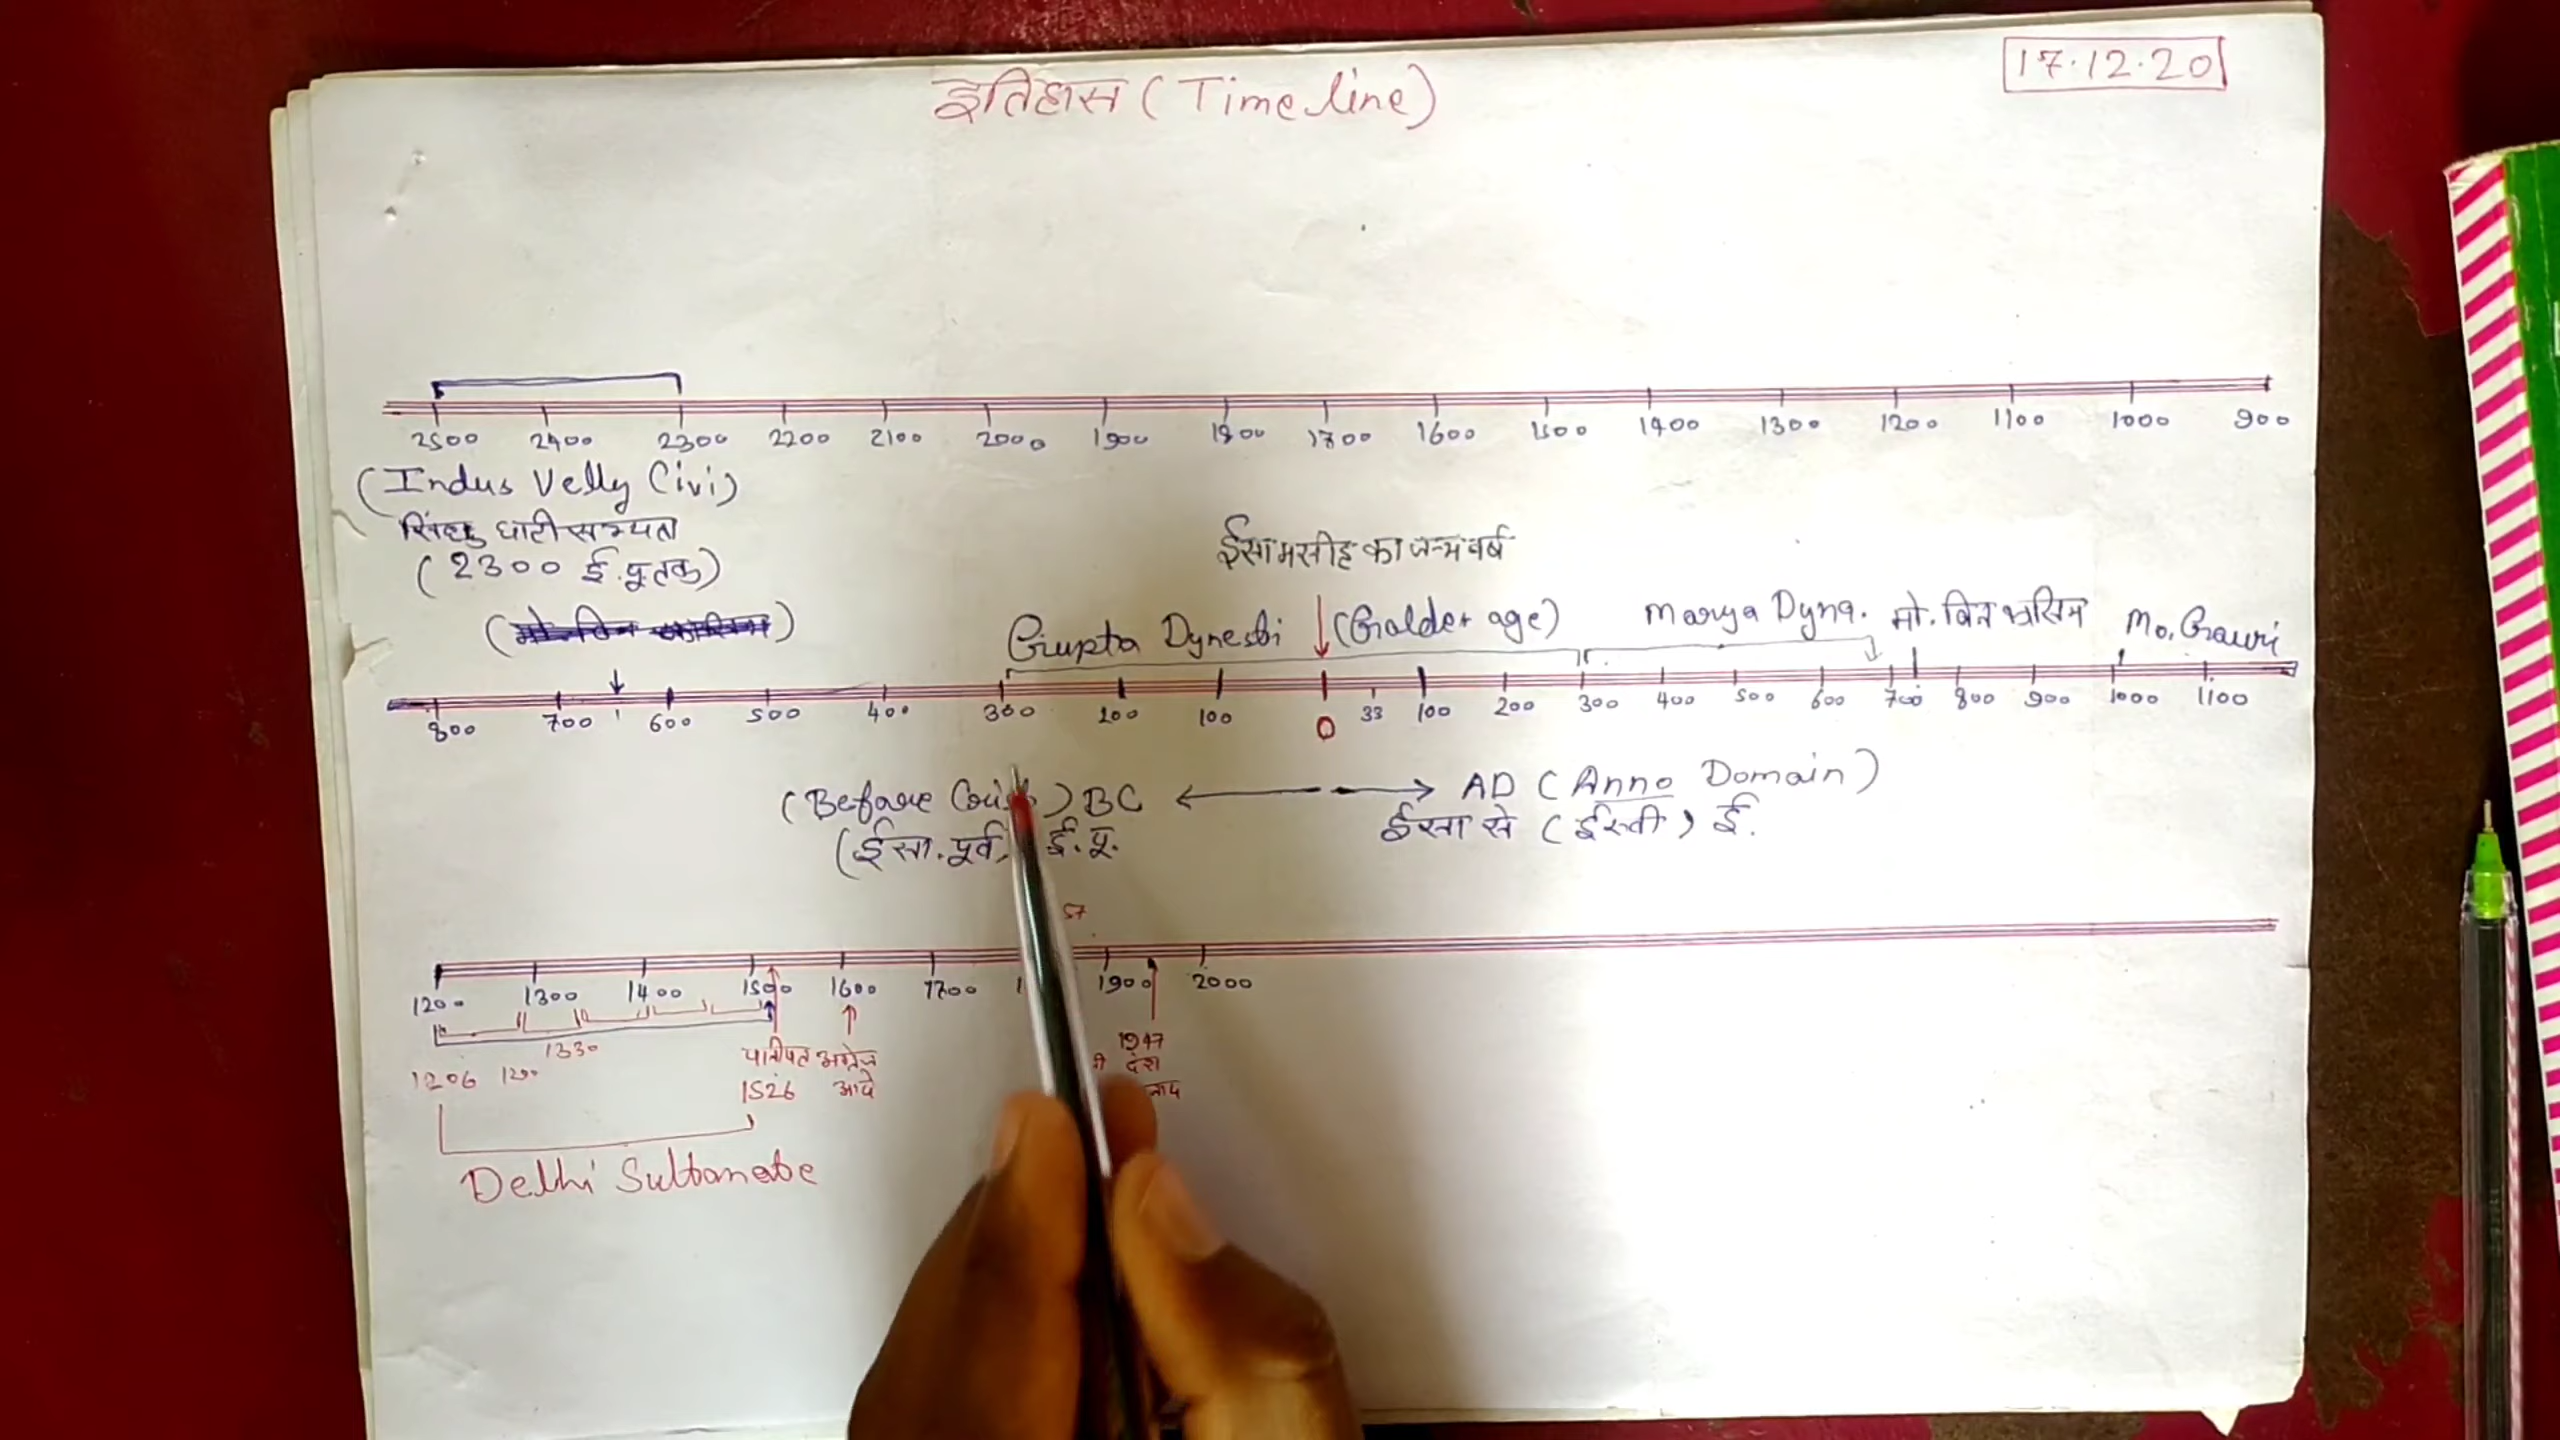 इतिहास (Time line)
17.12.20
2500 2400 2300 2200 2100 2000 1900 1800 1700 1600 1500 1400 1300 1200 1100 1000 900
(Indus Velly Civi)
सिंधु घाटी सभ्यता
(2300 ई.पू. तक)
ईसा मसीह का जन्म वर्ष
Gupta Dynesti (Golder age) Marya Dyna. मो. बिन कासिम Mo. Grauri
800 700 600 500 400 300 200 100 0 33 100 200 300 400 500 600 700 800 900 1000 1100
(Before ) BC ← → AD (Anno Domain)
(ईसा. पूर्व, ई.पू. ईसा से (ईस्वी) ई.
57
1200 1300 1400 1500 1600 1700 1900 2000
1330 पानीपत अंग्रेज 1947
1206 1290 1526 आये देश
Delhi Sultanate